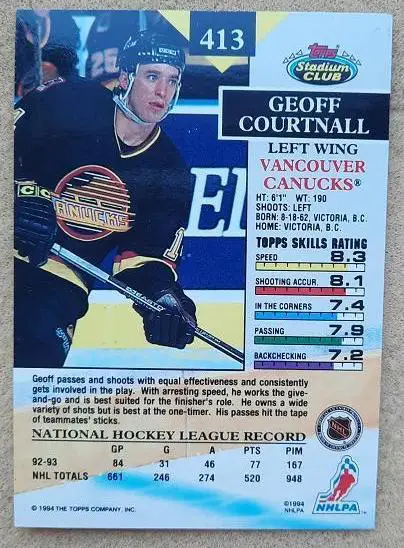 413
Topps
Stadium
CLUB
GEOFF
COURTNALL
LEFT WING
VANCOUVER
CANUCKS®
HT: 6'1" WT: 190
SHOOTS: LEFT
BORN: 8-18-62, VICTORIA, B.C.
HOME: VICTORIA, B.C.
TOPPS SKILLS RATING
SPEED 8.3
SHOOTING ACCUR. 8.1
IN THE CORNERS 7.4
PASSING 7.9
BACKCHECKING 7.2
CANUCKS
Geoff passes and shoots with equal effectiveness and consistently
gets involved in the play. With arresting speed, he works the give-
and-go and is best suited for the finisher's role. He owns a wide
variety of shots but is best at the one-timer. His passes hit the tape
of teammates' sticks.
NATIONAL HOCKEY LEAGUE RECORD
GP G A PTS PIM
92-93 84 31 46 77 167
NHL TOTALS 661 246 274 520 948
NHL
NHLPA™
© 1994 THE TOPPS COMPANY, INC.
©1994
NHLPA